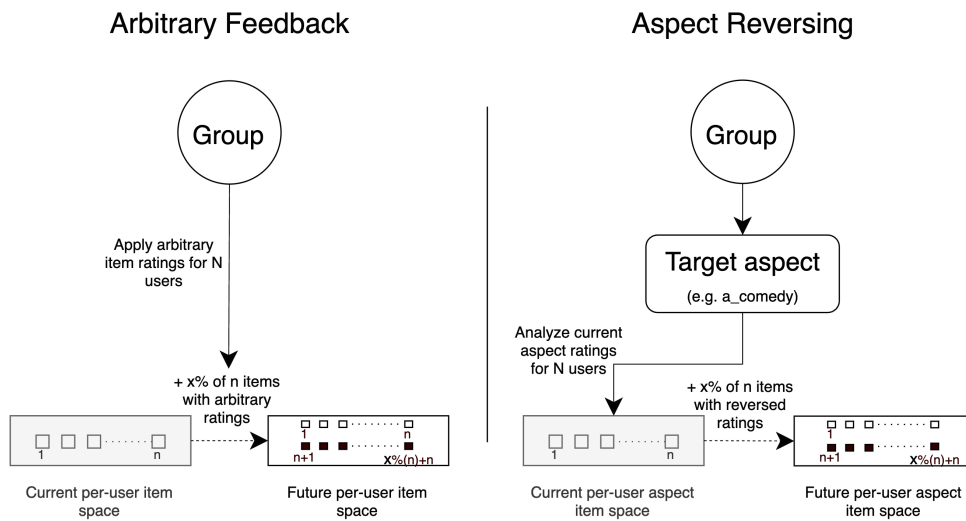 Arbitrary Feedback
Group
Apply arbitrary
item ratings for N
users
+ x% of n items
with arbitrary
ratings
1
n
1
n
n+1
x%(n)+n
Current per-user item
space
Future per-user item
space
Aspect Reversing
Group
Target aspect
(e.g. a_comedy)
Analyze current
aspect ratings
for N users
+ x% of n items
with reversed
ratings
1
n
1
n
n+1
x%(n)+n
Current per-user aspect
item space
Future per-user aspect
item space